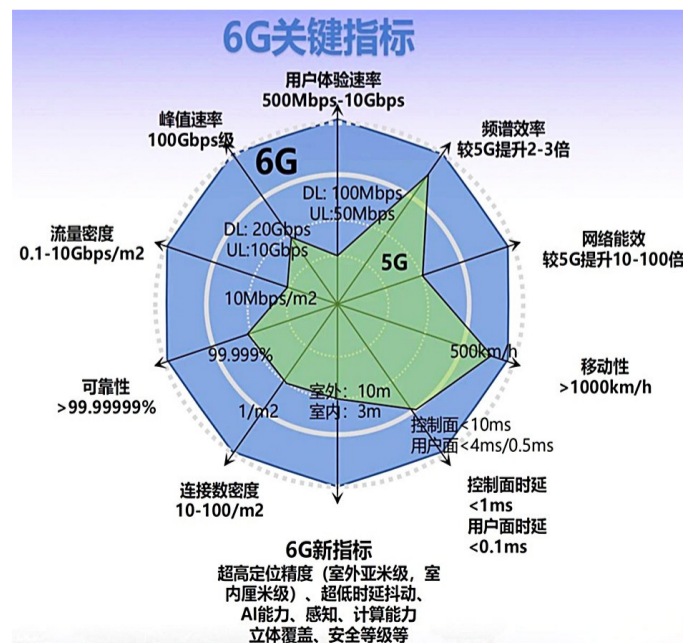 6G关键指标
用户体验速率
500Mbps-10Gbps
峰值速率
100Gbps级
频谱效率
较5G提升2-3倍
6G
DL: 100Mbps
UL:50Mbps
DL: 20Gbps
UL:10Gbps
流量密度
0.1-10Gbps/m2
5G
网络能效
较5G提升10-100倍
10Mbps/m2
99.999%
500km/h
移动性
>1000km/h
可靠性
>99.99999%
1/m2
室外：10m
室内：3m
控制面<10ms
用户面<4ms/0.5ms
连接数密度
10-100/m2
控制面时延
<1ms
用户面时延
<0.1ms
6G新指标
超高定位精度（室外亚米级，室
内厘米级）、超低时延抖动、
AI能力、感知、计算能力
立体覆盖、安全等级等